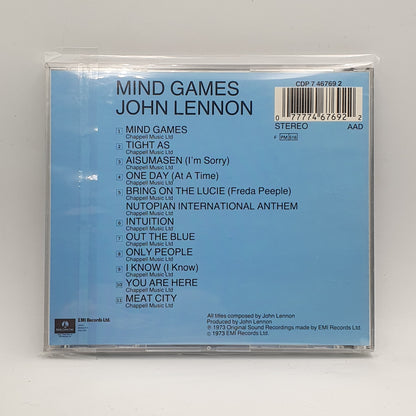 MIND GAMES
JOHN LENNON
CDP 7 46769 2
0 77774 67692 2
STEREO AAD
F PM 516
1 MIND GAMES
Chappell Music Ltd
2 TIGHT AS
Chappell Music Ltd
3 AISUMASEN (I'm Sorry)
Chappell Music Ltd
4 ONE DAY (At A Time)
Chappell Music Ltd
5 BRING ON THE LUCIE (Freda Peeple)
Chappell Music Ltd
NUTOPIAN INTERNATIONAL ANTHEM
Chappell Music Ltd
6 INTUITION
Chappell Music Ltd
7 OUT THE BLUE
Chappell Music Ltd
8 ONLY PEOPLE
Chappell Music Ltd
9 I KNOW (I Know)
Chappell Music Ltd
10 YOU ARE HERE
Chappell Music Ltd
11 MEAT CITY
Chappell Music Ltd
All titles composed by John Lennon
Produced by John Lennon
℗ 1973 Original Sound Recordings made by EMI Records Ltd.
© 1973 EMI Records Ltd.
PARLOPHONE
EMI Records Ltd.